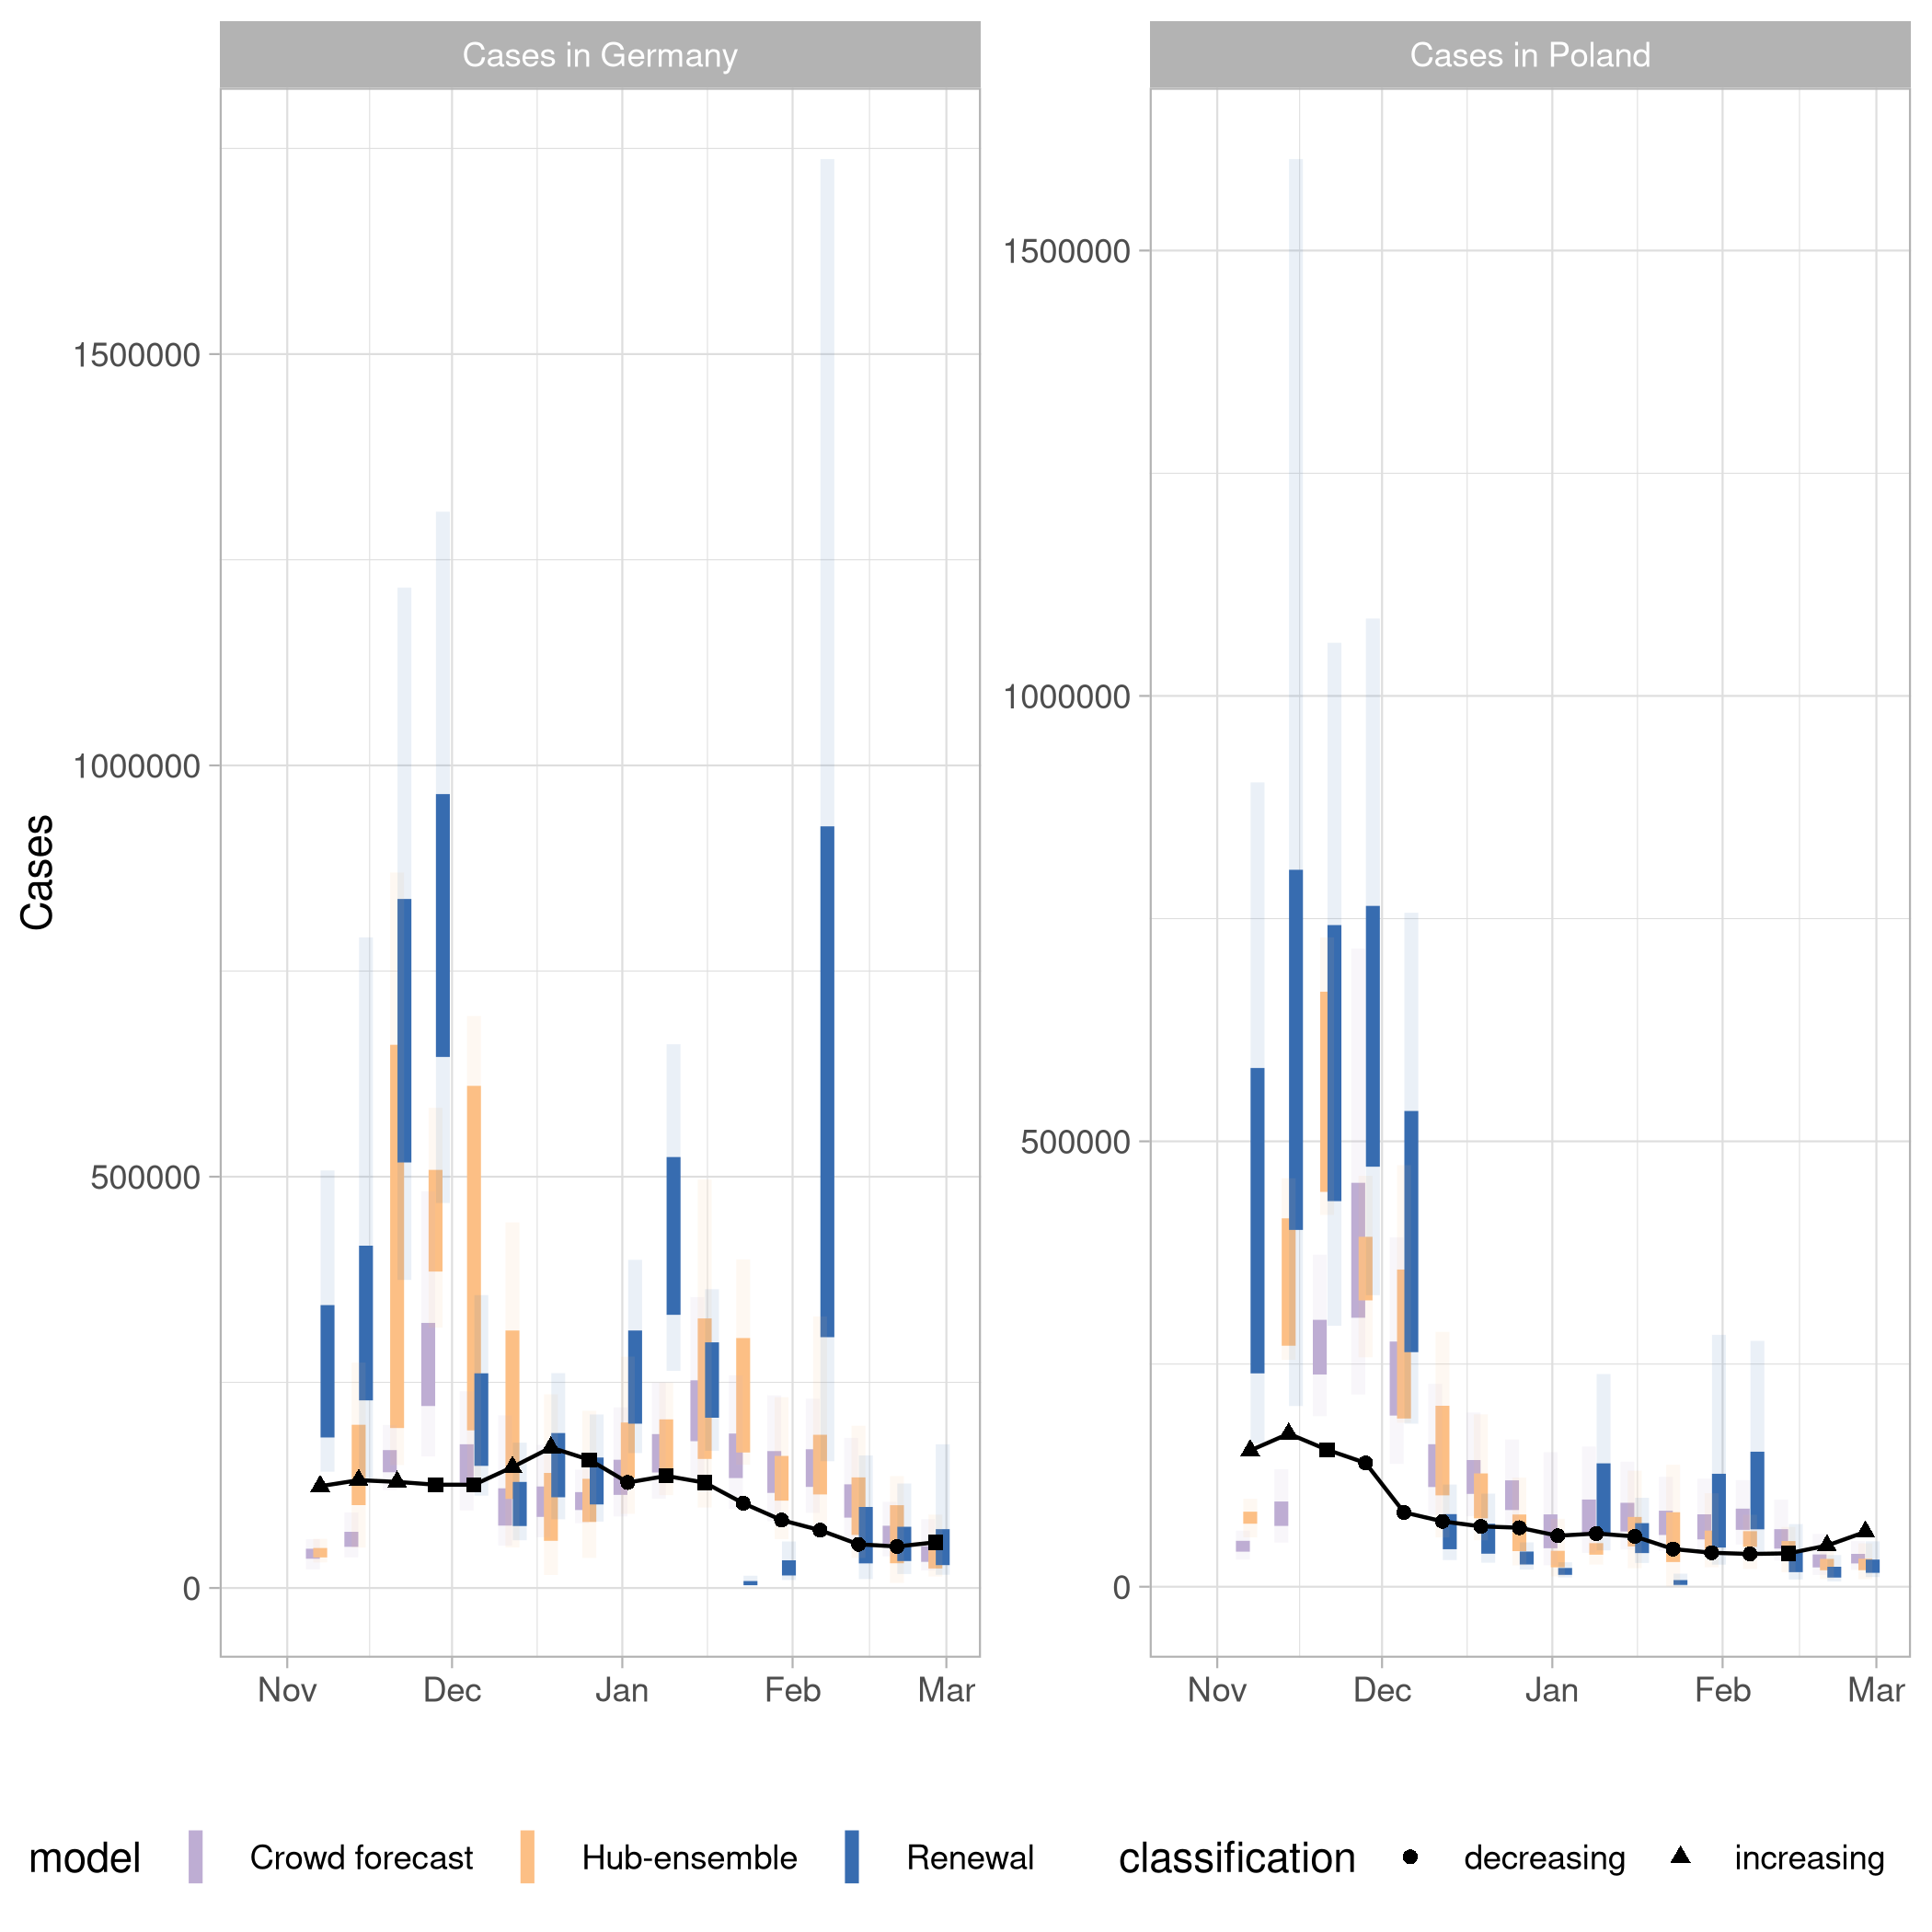 Cases in Germany
Cases in Poland
Cases
1500000
1000000
500000
0
Nov Dec Jan Feb Mar
1500000
1000000
500000
0
Nov Dec Jan Feb Mar
model Crowd forecast Hub-ensemble Renewal classification decreasing increasing